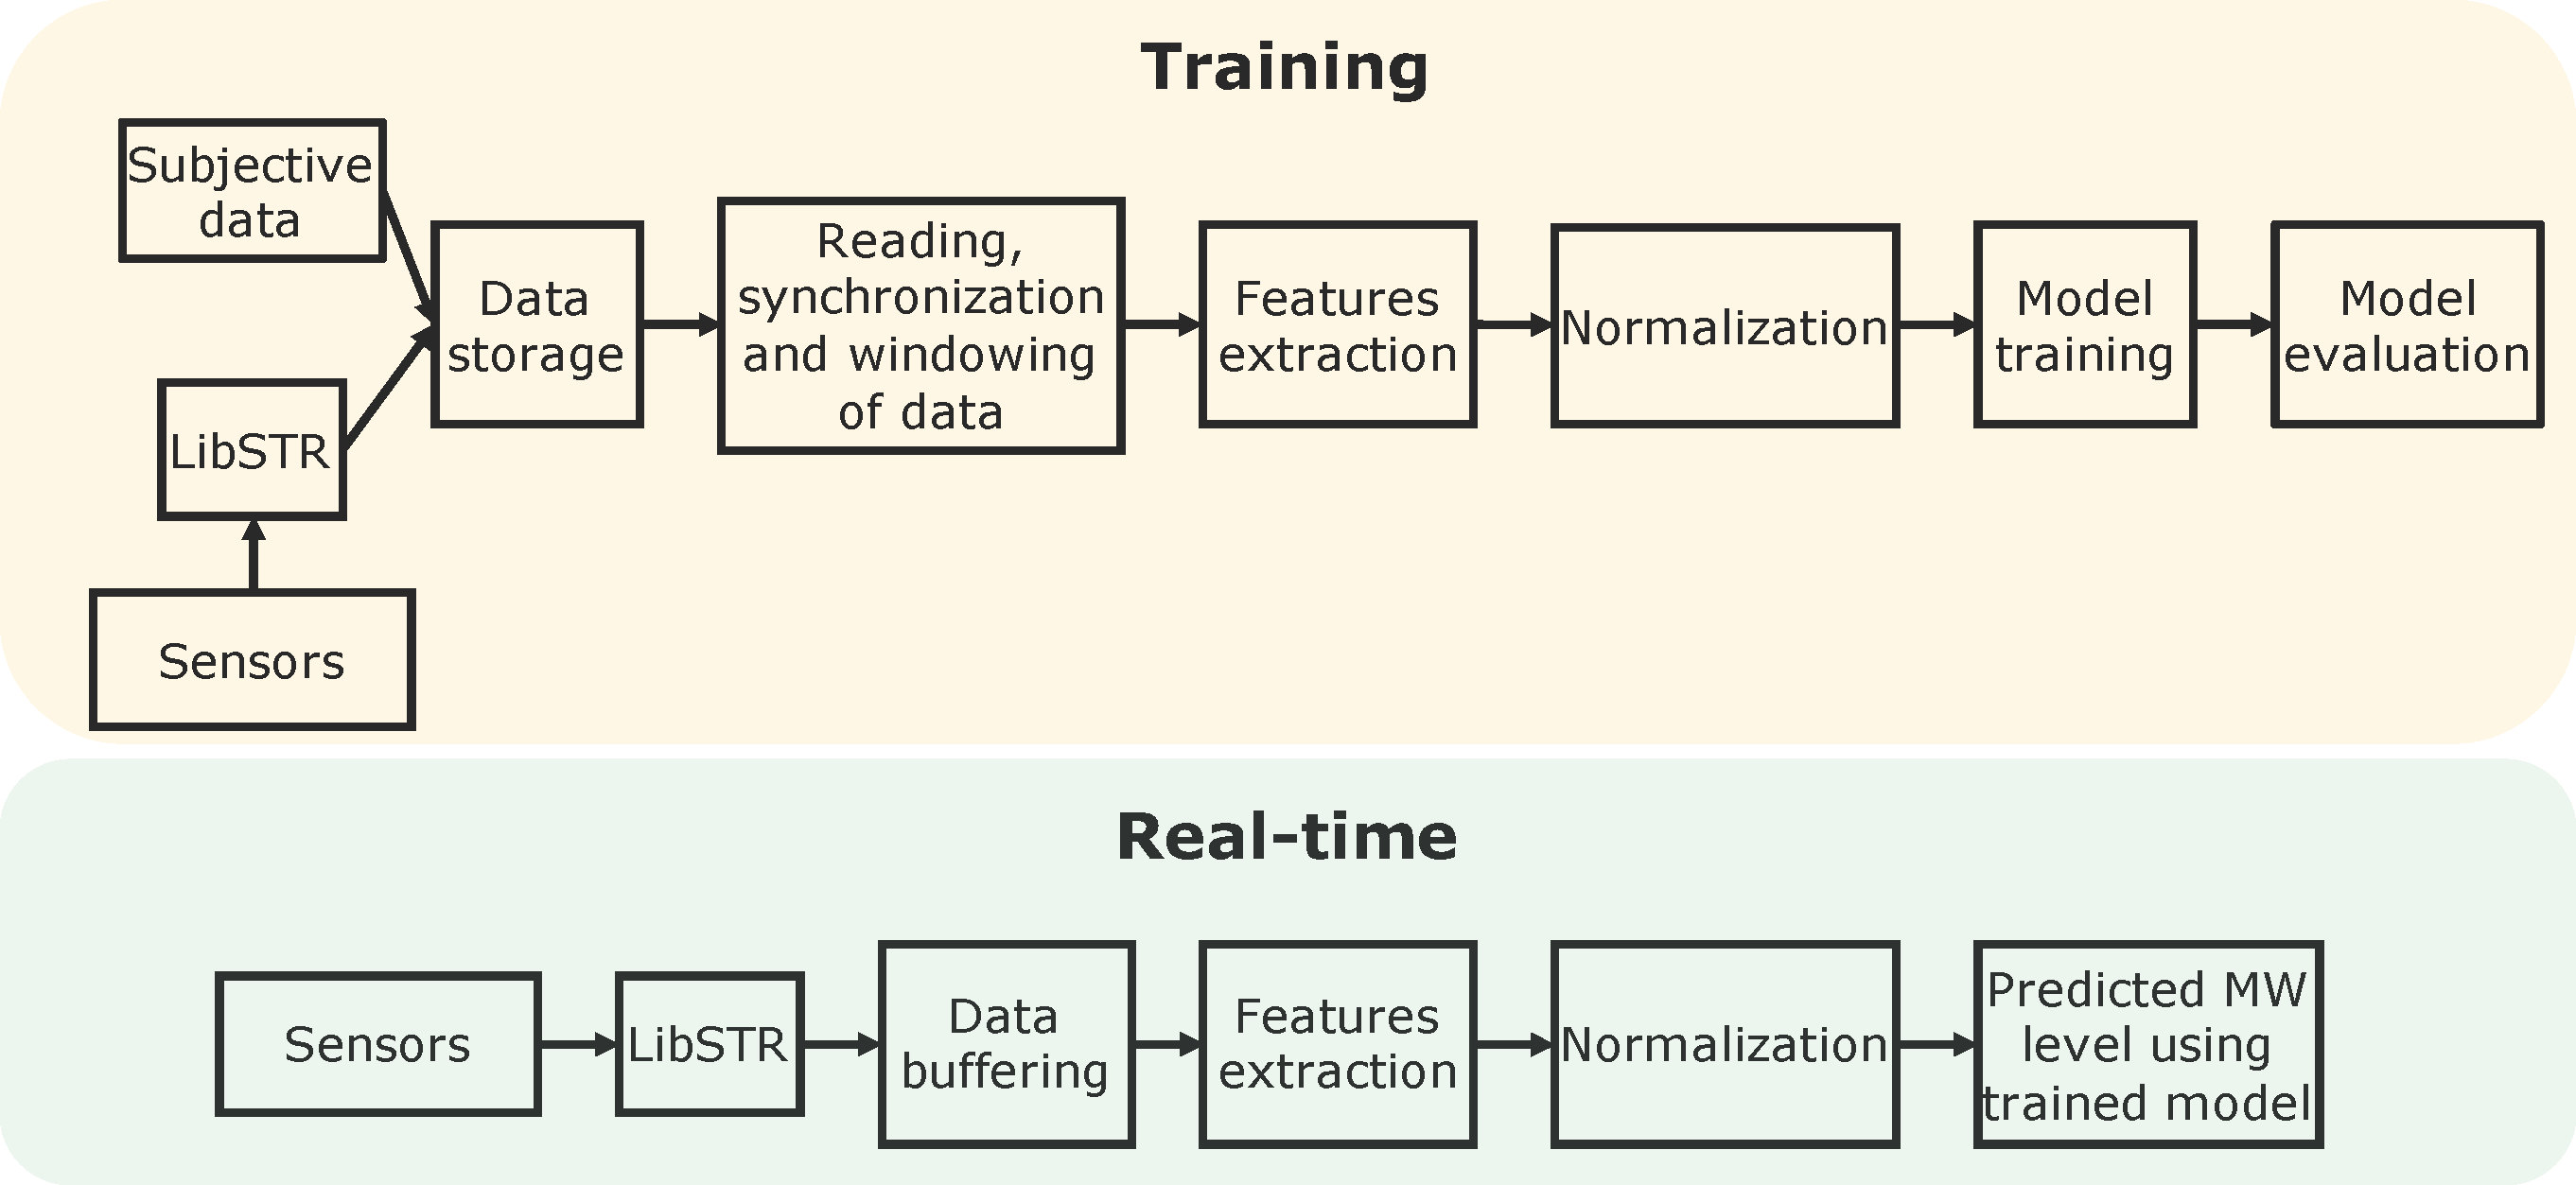 Training
Subjective
data
LibSTR
Sensors
Data
storage
Reading,
synchronization
and windowing
of data
Features
extraction
Normalization
Model
training
Model
evaluation
Real-time
Sensors
LibSTR
Data
buffering
Features
extraction
Normalization
Predicted MW
level using
trained model